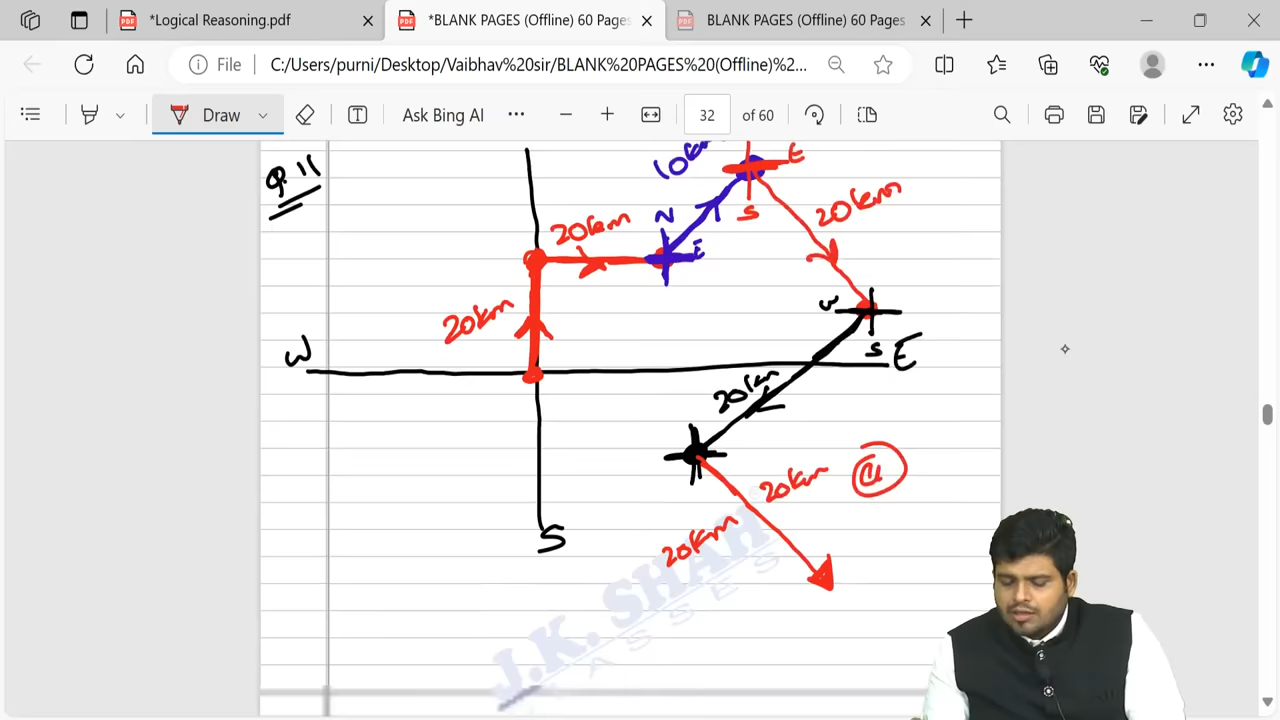 *Logical Reasoning.pdf
*BLANK PAGES (Offline) 60 Pages
BLANK PAGES (Offline) 60 Pages
File
C:/Users/purni/Desktop/Vaibhav%20sir/BLANK%20PAGES%20(Offline)%2...
Draw
Ask Bing AI
32
of 60
Q.11
10km
E
S
20km
20km
N
E
20km
W
S
W
E
20km
20km
20km
S
J.K. SHAH
CLASSES